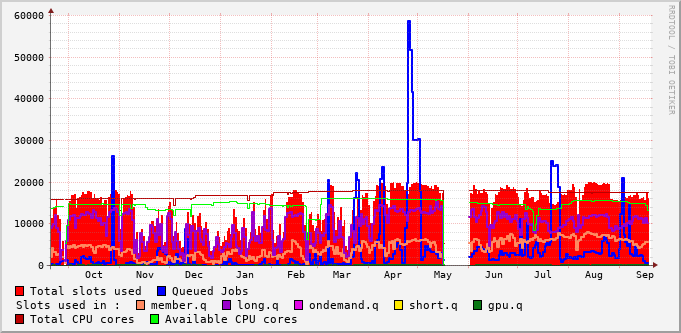 RRDTOOL / TOBI OETIKER
60000
50000
40000
30000
20000
10000
0
Oct Nov Dec Jan Feb Mar Apr May Jun Jul Aug Sep
Total slots used Queued Jobs
Slots used in : member.q long.q ondemand.q short.q gpu.q
Total CPU cores Available CPU cores